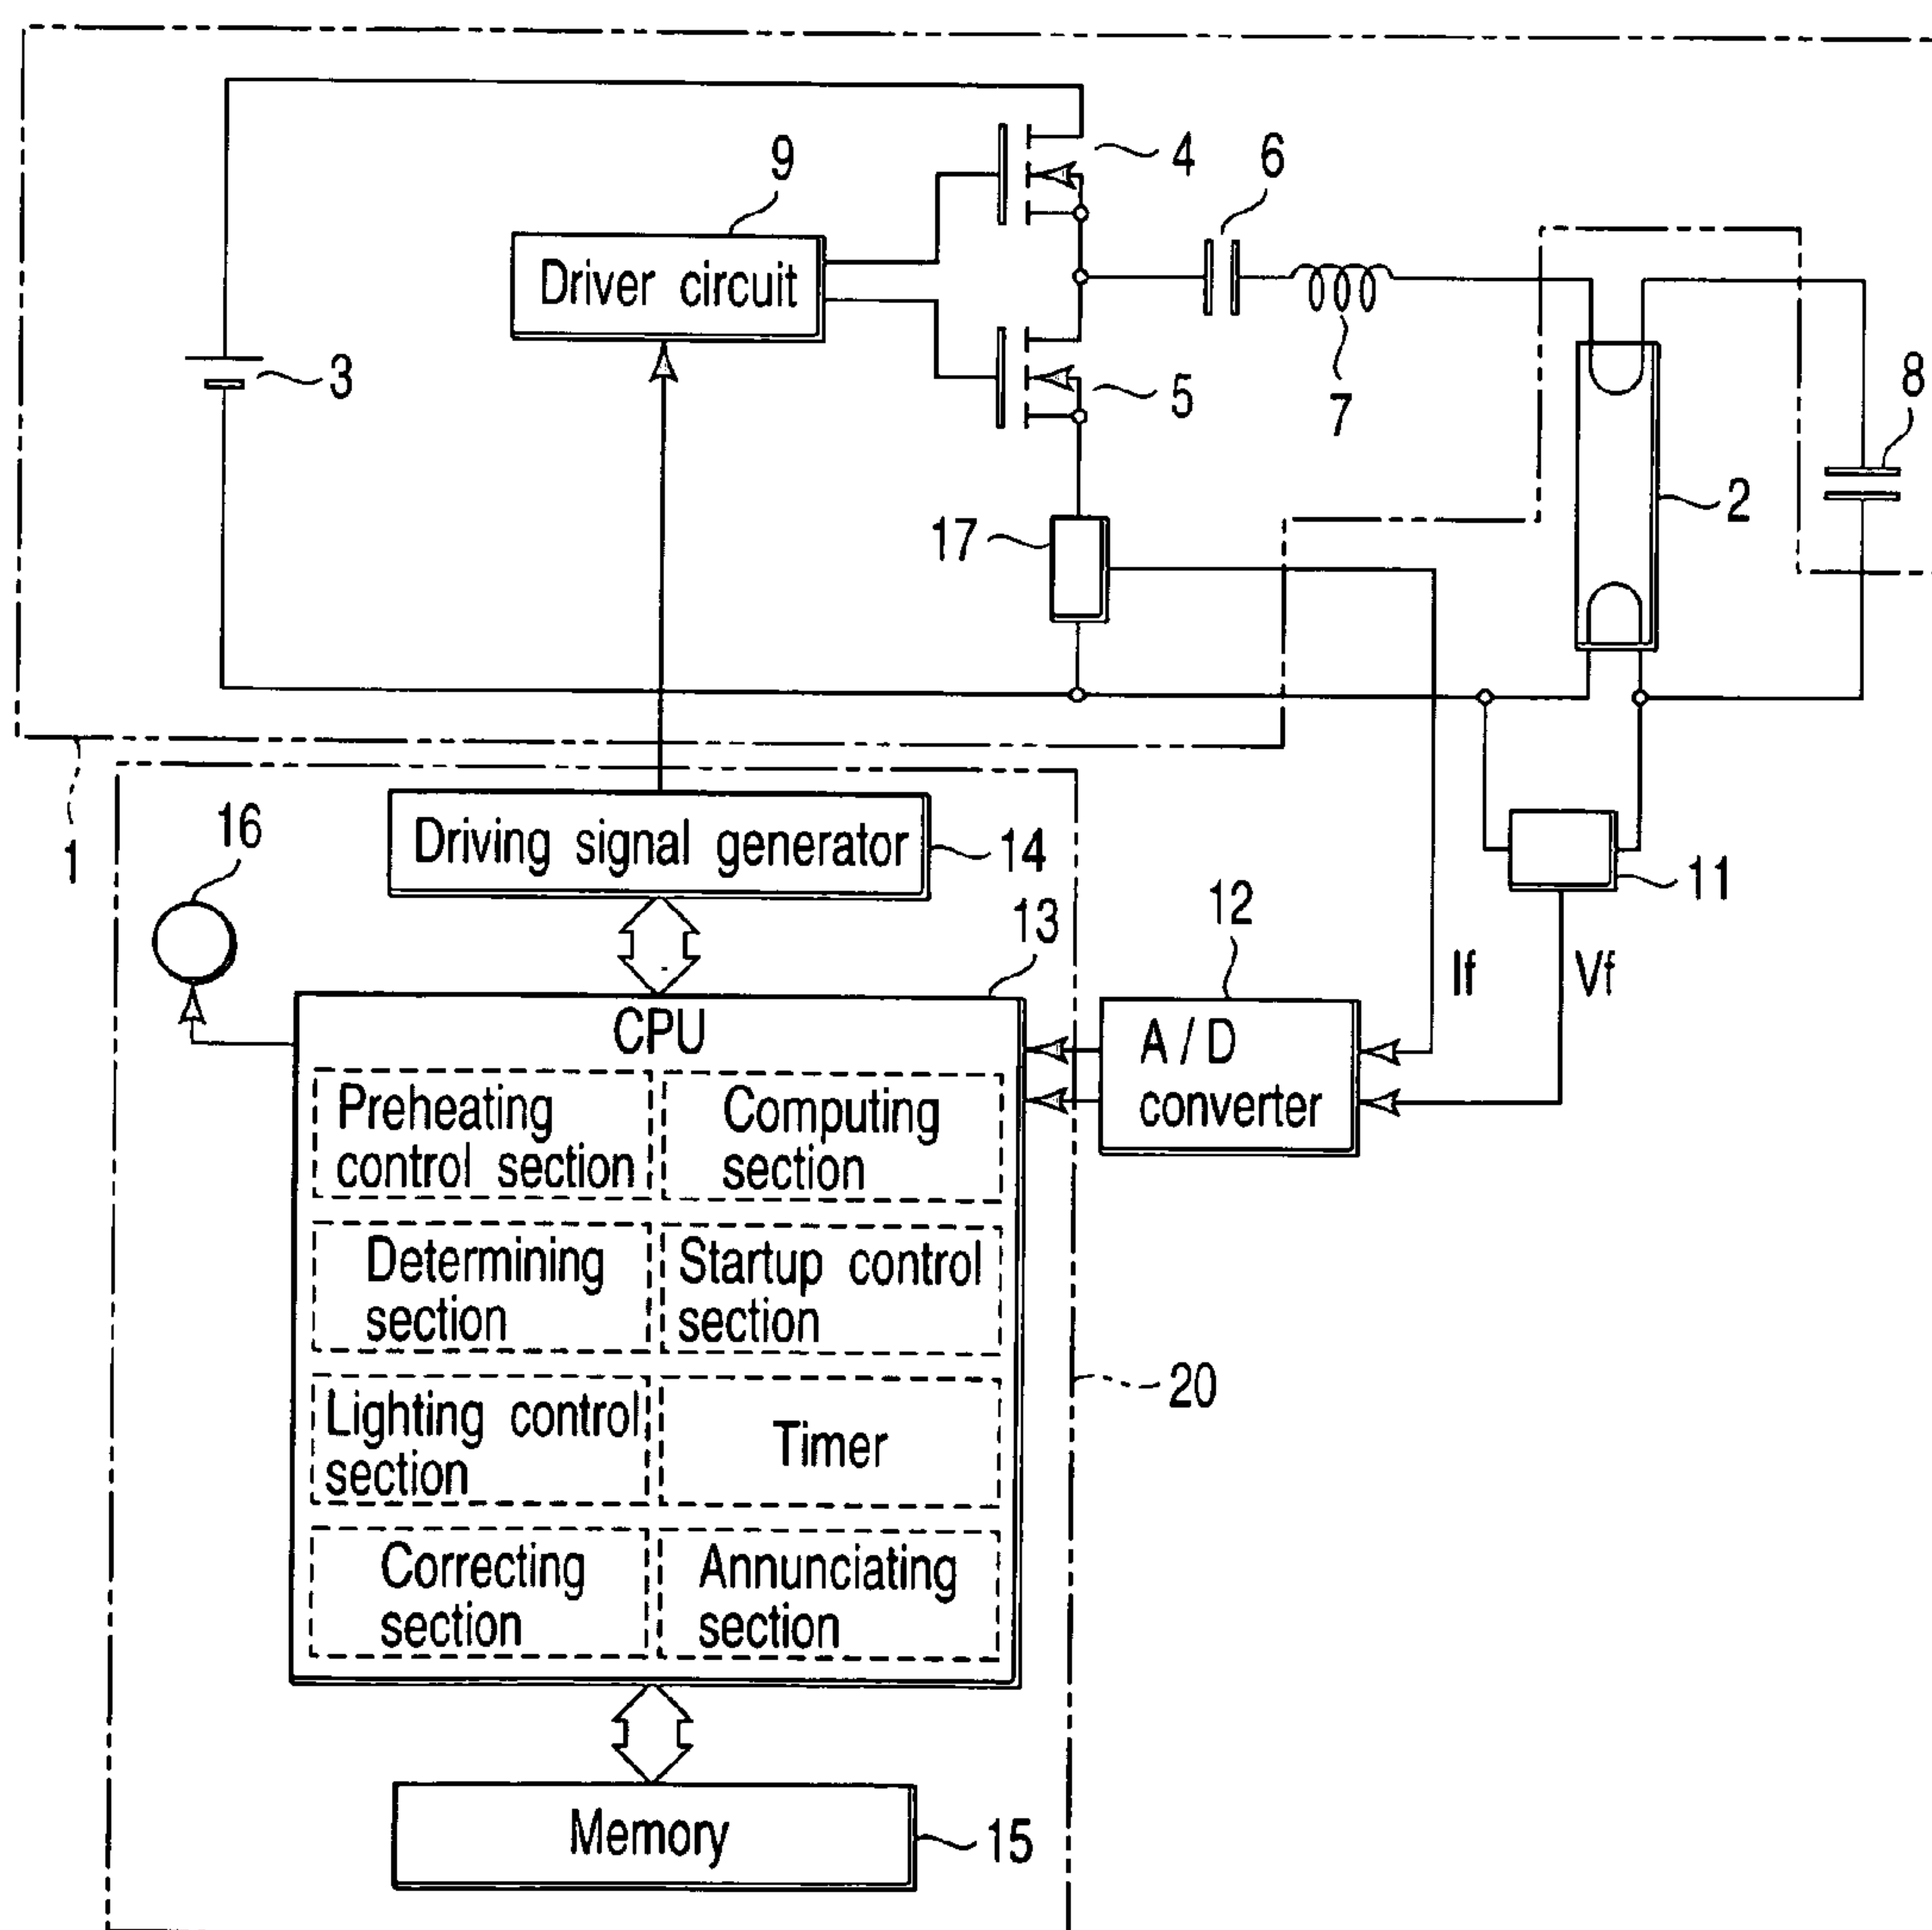 4
6
9
Driver circuit
3
5
7
8
2
17
1
16
Driving signal generator
14
11
13
12
If
Vf
CPU
A / D
converter
Preheating
control section
Computing
section
Determining
section
Startup control
section
20
Lighting control
section
Timer
Correcting
section
Annunciating
section
Memory
15